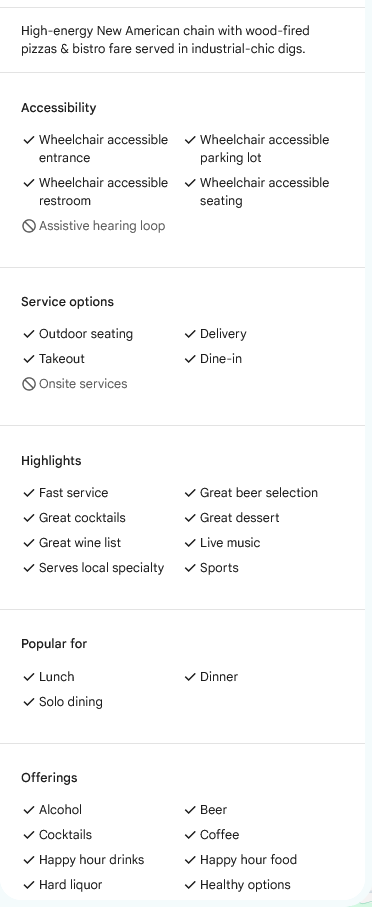 High-energy New American chain with wood-fired
pizzas & bistro fare served in industrial-chic digs.
Accessibility
Wheelchair accessible entrance
Wheelchair accessible parking lot
Wheelchair accessible restroom
Wheelchair accessible seating
Assistive hearing loop
Service options
Outdoor seating
Delivery
Takeout
Dine-in
Onsite services
Highlights
Fast service
Great beer selection
Great cocktails
Great dessert
Great wine list
Live music
Serves local specialty
Sports
Popular for
Lunch
Dinner
Solo dining
Offerings
Alcohol
Beer
Cocktails
Coffee
Happy hour drinks
Happy hour food
Hard liquor
Healthy options